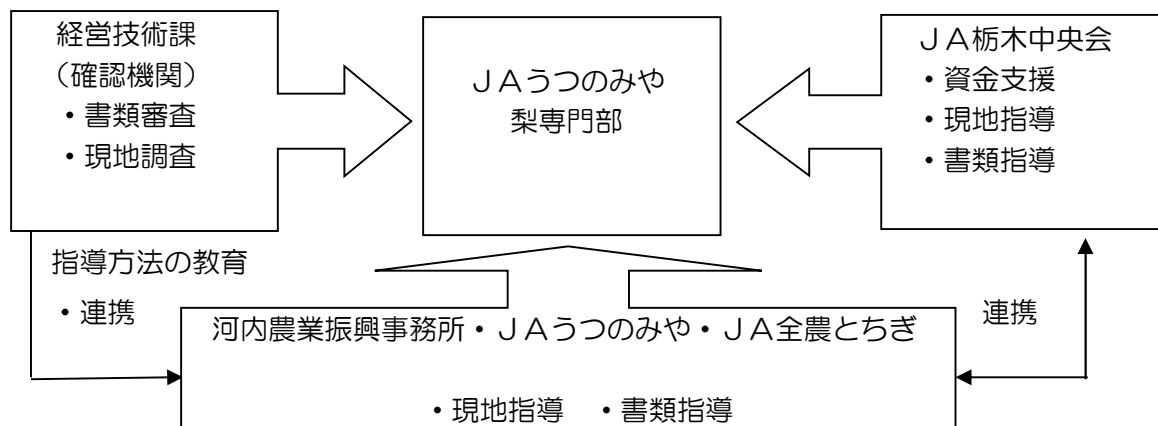 経営技術課
（確認機関）
・書類審査
・現地調査
ＪＡうつのみや
梨専門部
ＪＡ栃木中央会
・資金支援
・現地指導
・書類指導
指導方法の教育
・連携
連携
河内農業振興事務所・ＪＡうつのみや・ＪＡ全農とちぎ
・現地指導　・書類指導